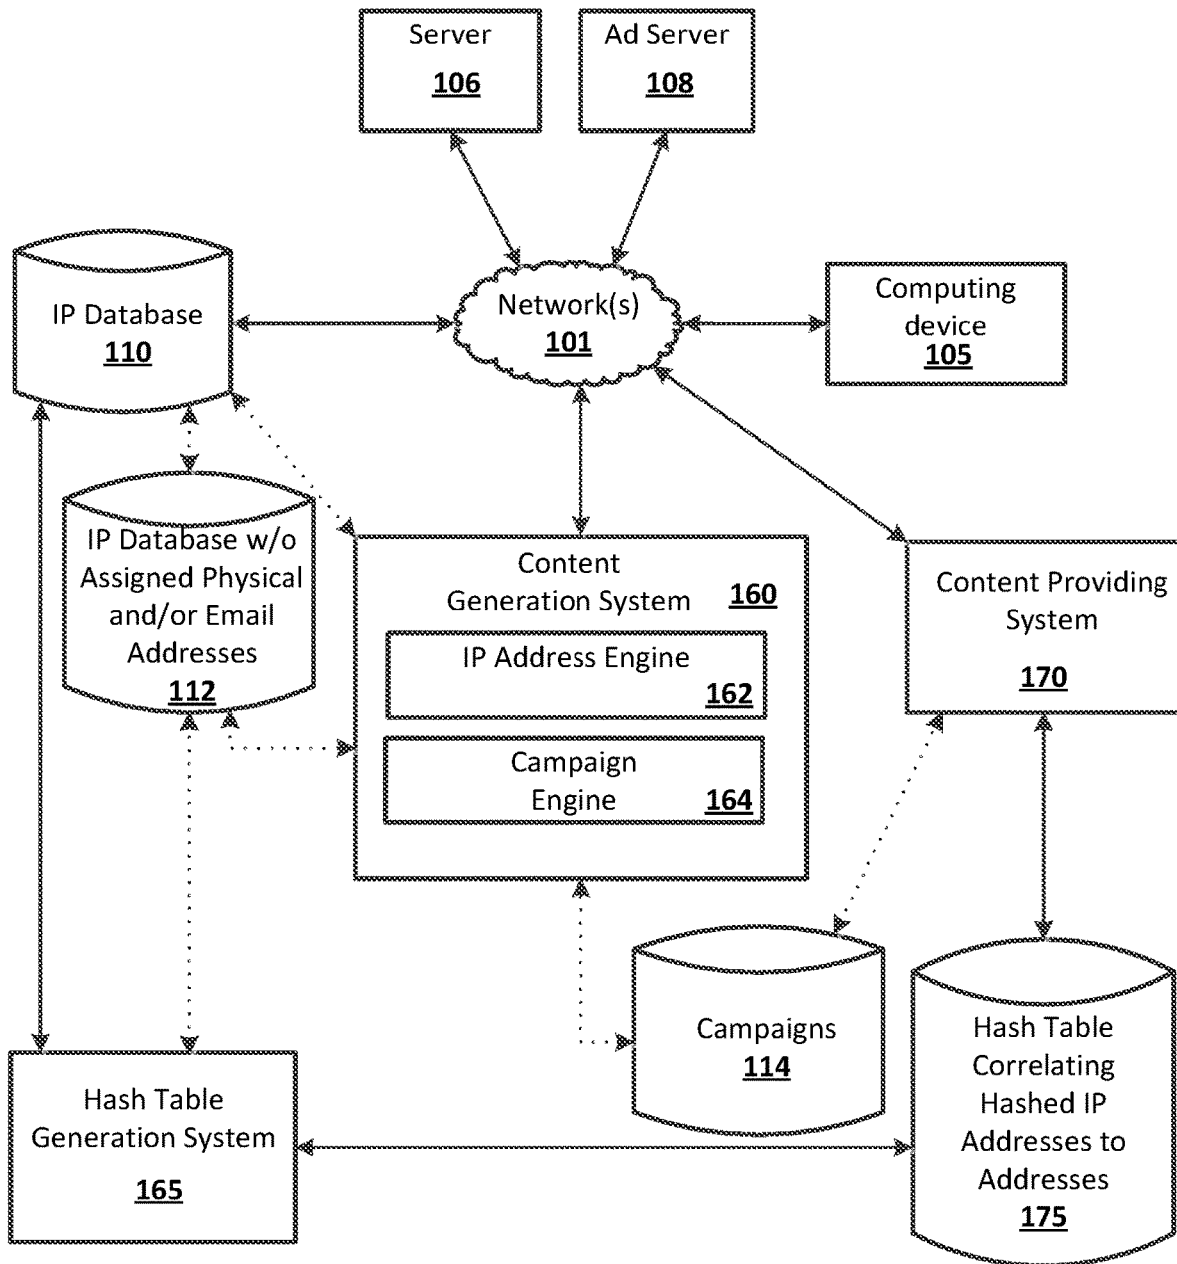 Server
106
Ad Server
108
IP Database
110
Network(s)
101
Computing
device
105
IP Database w/o
Assigned Physical
and/or Email
Addresses
112
Content
Generation System 160
IP Address Engine
162
Campaign
Engine 164
Content Providing
System
170
Campaigns
114
Hash Table
Generation System
165
Hash Table
Correlating
Hashed IP
Addresses to
Addresses
175